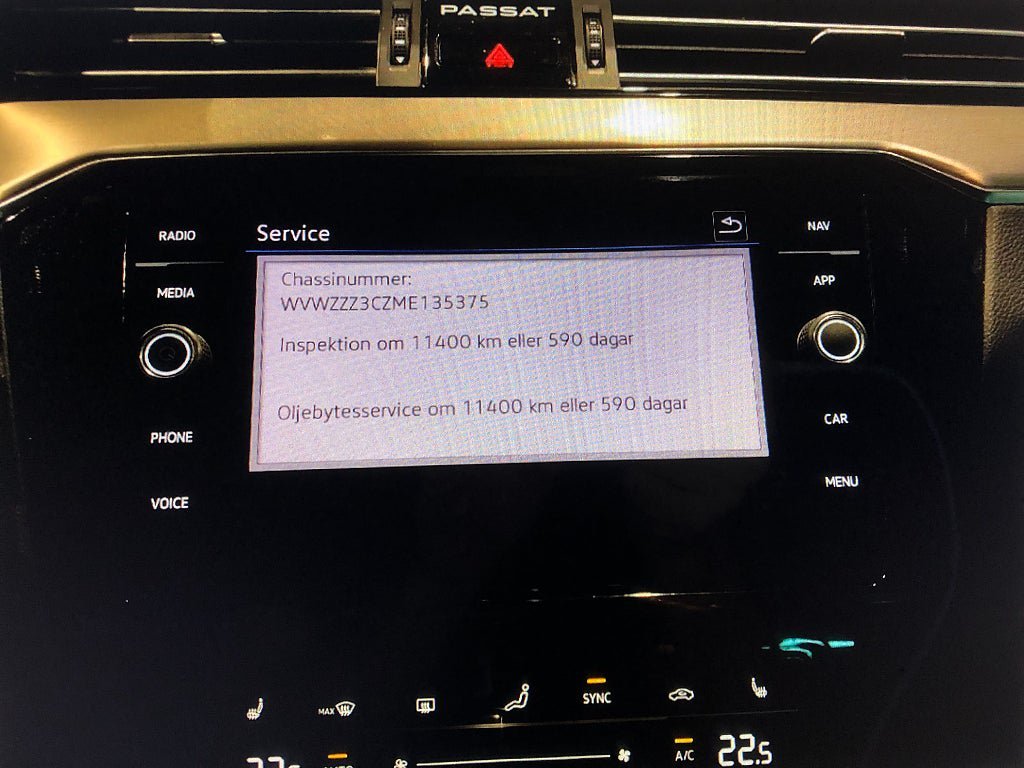 PASSAT
RADIO
Service
NAV
MEDIA
Chassinummer:
WVWZZZ3CZME135375
APP
Inspektion om 11400 km eller 590 dagar
PHONE
Oljebytesservice om 11400 km eller 590 dagar
CAR
VOICE
MENU
MAX
SYNC
A/C
22.5